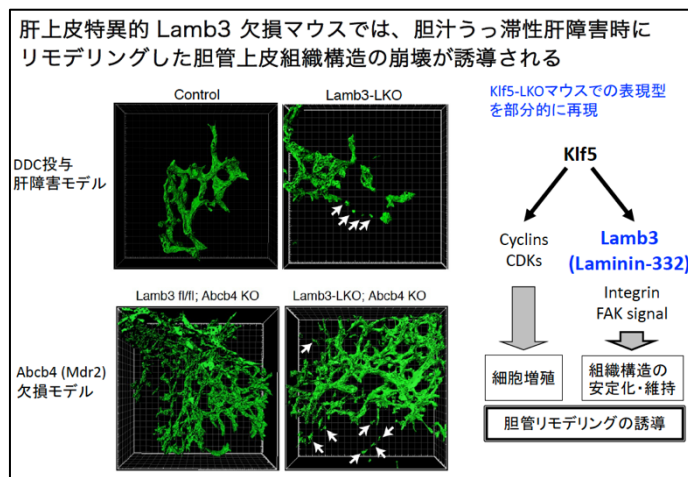 肝上皮特異的 Lamb3 欠損マウスでは、胆汁うっ滞性肝障害時に
リモデリングした胆管上皮組織構造の崩壊が誘導される
Control
Lamb3-LKO
DDC投与
肝障害モデル
Lamb3 fl/fl; Abcb4 KO
Lamb3-LKO; Abcb4 KO
Abcb4 (Mdr2)
欠損モデル
Klf5-LKOマウスでの表現型
を部分的に再現
Klf5
Cyclins
CDKs
Lamb3
(Laminin-332)
Integrin
FAK signal
細胞増殖
組織構造の
安定化・維持
胆管リモデリングの誘導